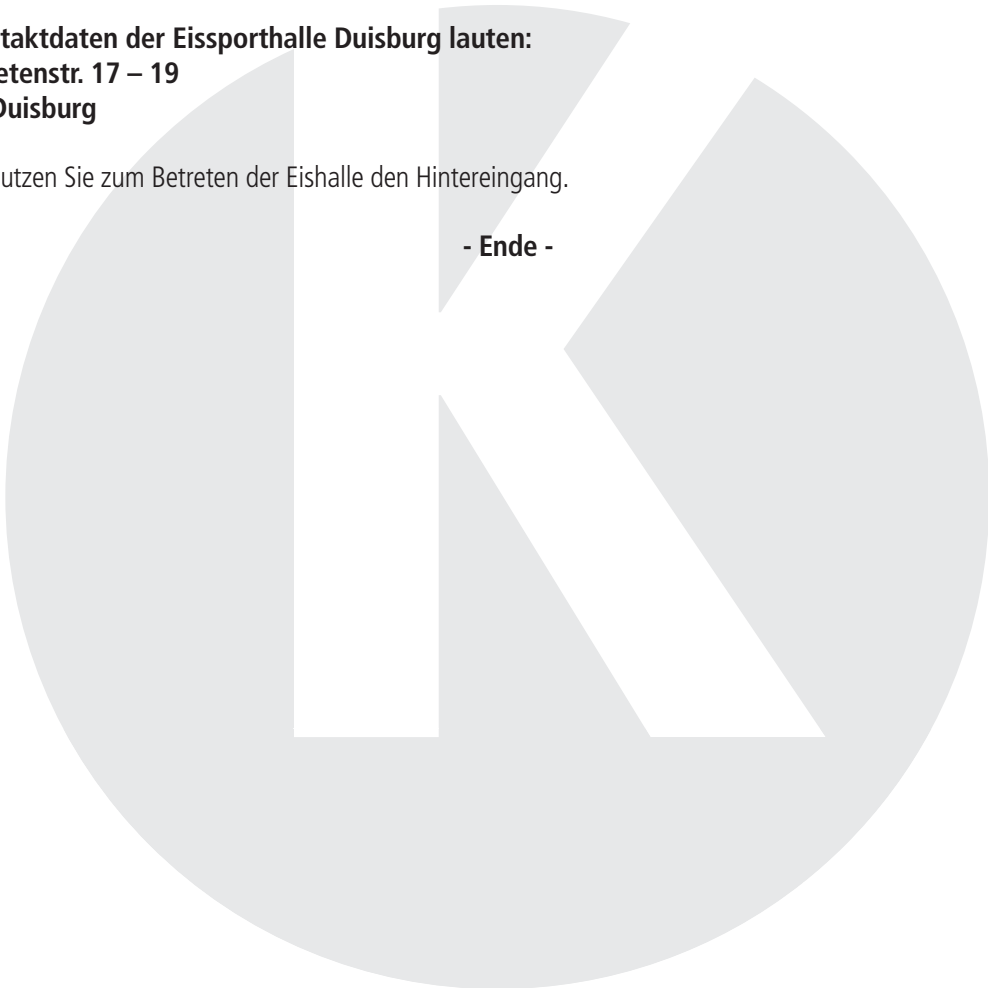 taktdaten der Eissporthalle Duisburg lauten:
etenstr. 17 – 19
Duisburg
utzen Sie zum Betreten der Eishalle den Hintereingang.
- Ende -
K